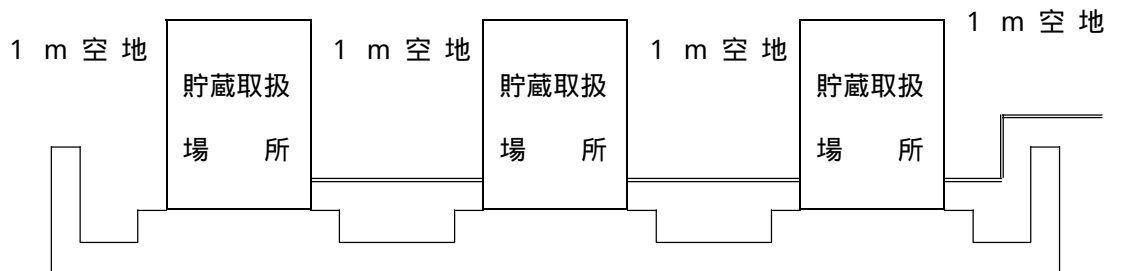 1 m 空 地
1 m 空 地
1 m 空 地
1 m 空 地
貯蔵取扱
場 所
貯蔵取扱
場 所
貯蔵取扱
場 所